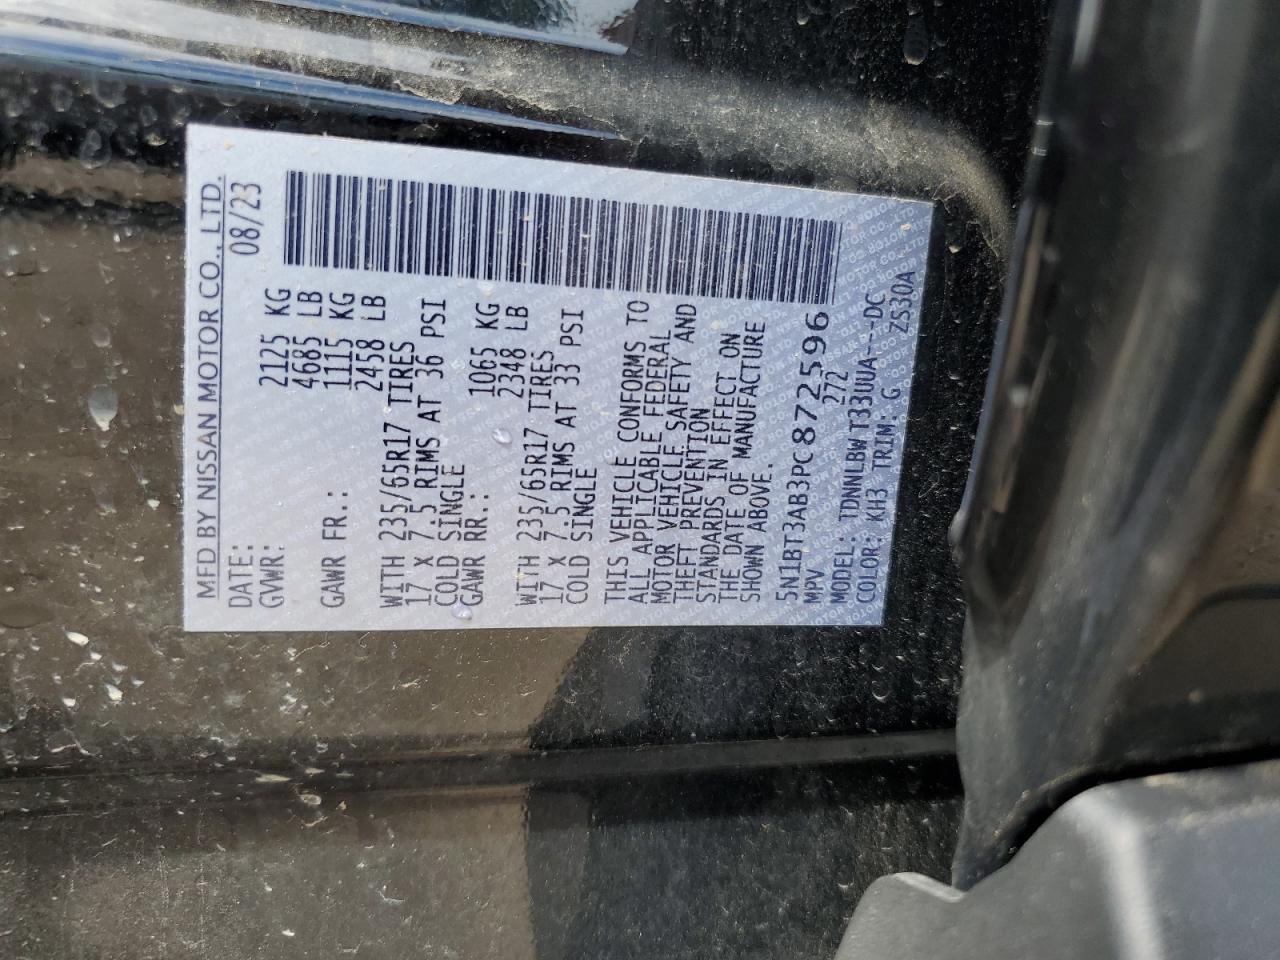 MFD BY NISSAN MOTOR CO., LTD.
DATE: 08/23
GVWR: 2125 KG
4685 LB
GAWR FR.: 1115 KG
2458 LB
WITH 235/65R17 TIRES
17 X 7.5 RIMS AT 36 PSI
COLD SINGLE
GAWR RR.: 1065 KG
2348 LB
WITH 235/65R17 TIRES
17 X 7.5 RIMS AT 33 PSI
COLD SINGLE
THIS VEHICLE CONFORMS TO
ALL APPLICABLE FEDERAL
MOTOR VEHICLE SAFETY AND
THEFT PREVENTION
STANDARDS IN EFFECT ON
THE DATE OF MANUFACTURE
SHOWN ABOVE.
5N1BT3AB3PC872596
MPV 272
MODEL: TDNNLBW T33UUA---DC
COLOR: KH3 TRIM: G ZS30A